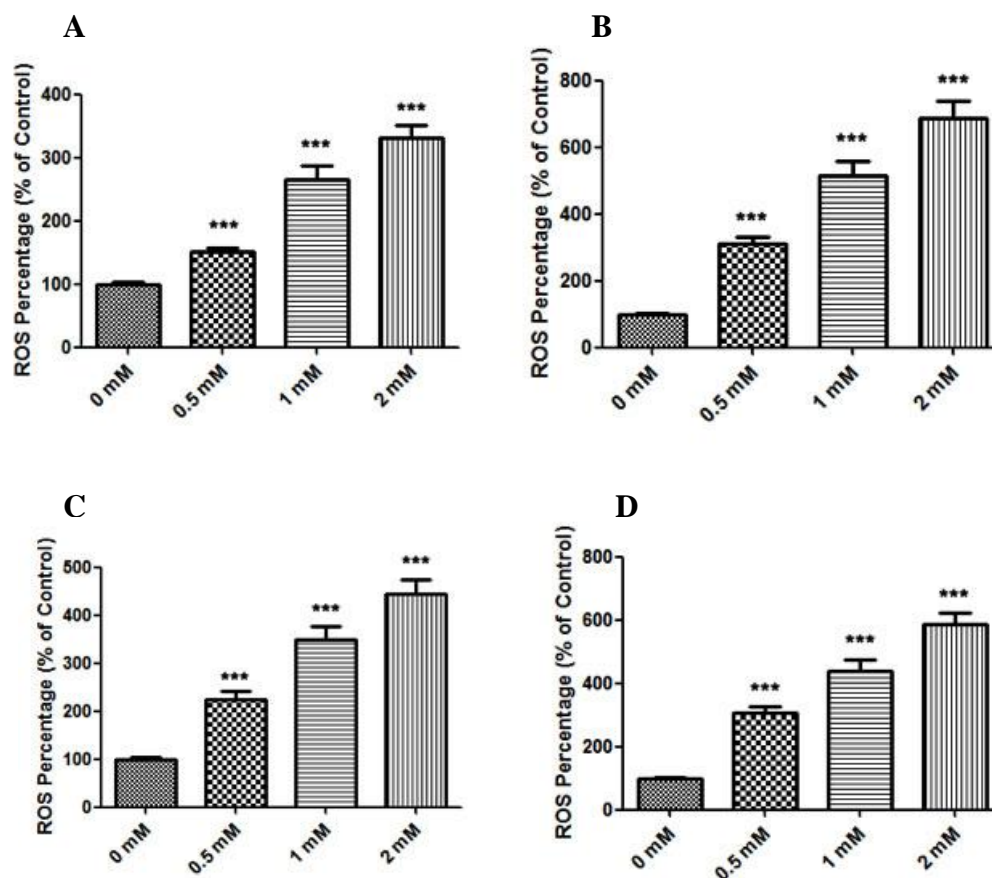 A
ROS Percentage (% of Control)
400
300
200
100
0
***
***
***
0 mM
0.5 mM
1 mM
2 mM
B
ROS Percentage (% of Control)
800
600
400
200
0
***
***
***
0 mM
0.5 mM
1 mM
2 mM
C
ROS Percentage (% of Control)
500
400
300
200
100
0
***
***
***
0 mM
0.5 mM
1 mM
2 mM
D
ROS Percentage (% of Control)
800
600
400
200
0
***
***
***
0 mM
0.5 mM
1 mM
2 mM